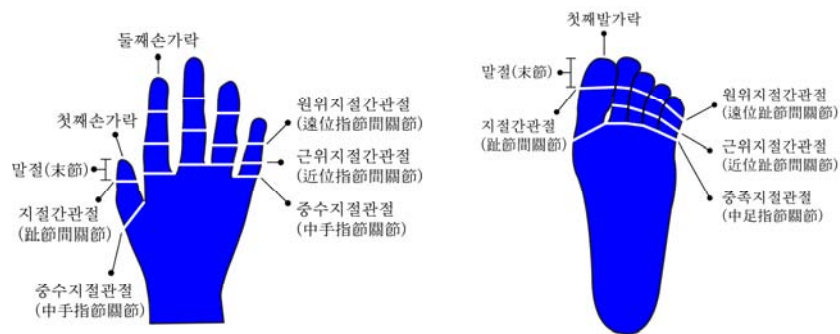 둘째손가락
첫째손가락
말절(末節)
지절간관절
(趾節間關節)
중수지절관절
(中手指節關節)
원위지절간관절
(遠位指節間關節)
근위지절간관절
(近位指節間關節)
중수지절관절
(中手指節關節)
첫째발가락
말절(末節)
지절간관절
(趾節間關節)
원위지절간관절
(遠位趾節間關節)
근위지절간관절
(近位趾節間關節)
중족지절관절
(中足指節關節)